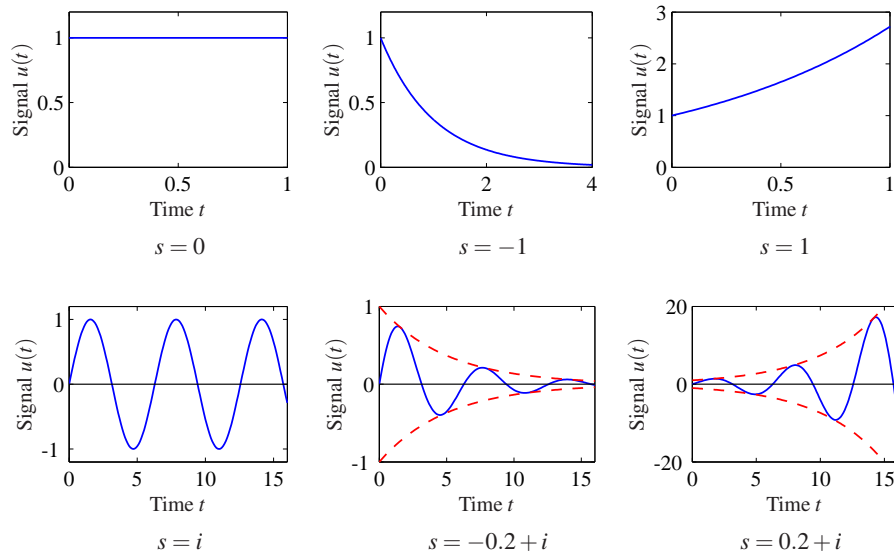 Signal u(t)
1
0.5
0
0 0.5 1
Time t
s = 0
Signal u(t)
1
0.5
0
0 2 4
Time t
s = −1
Signal u(t)
3
2
1
0
0 0.5 1
Time t
s = 1
Signal u(t)
1
0
-1
0 5 10 15
Time t
s = i
Signal u(t)
1
0
-1
0 5 10 15
Time t
s = −0.2 + i
Signal u(t)
20
0
-20
0 5 10 15
Time t
s = 0.2 + i